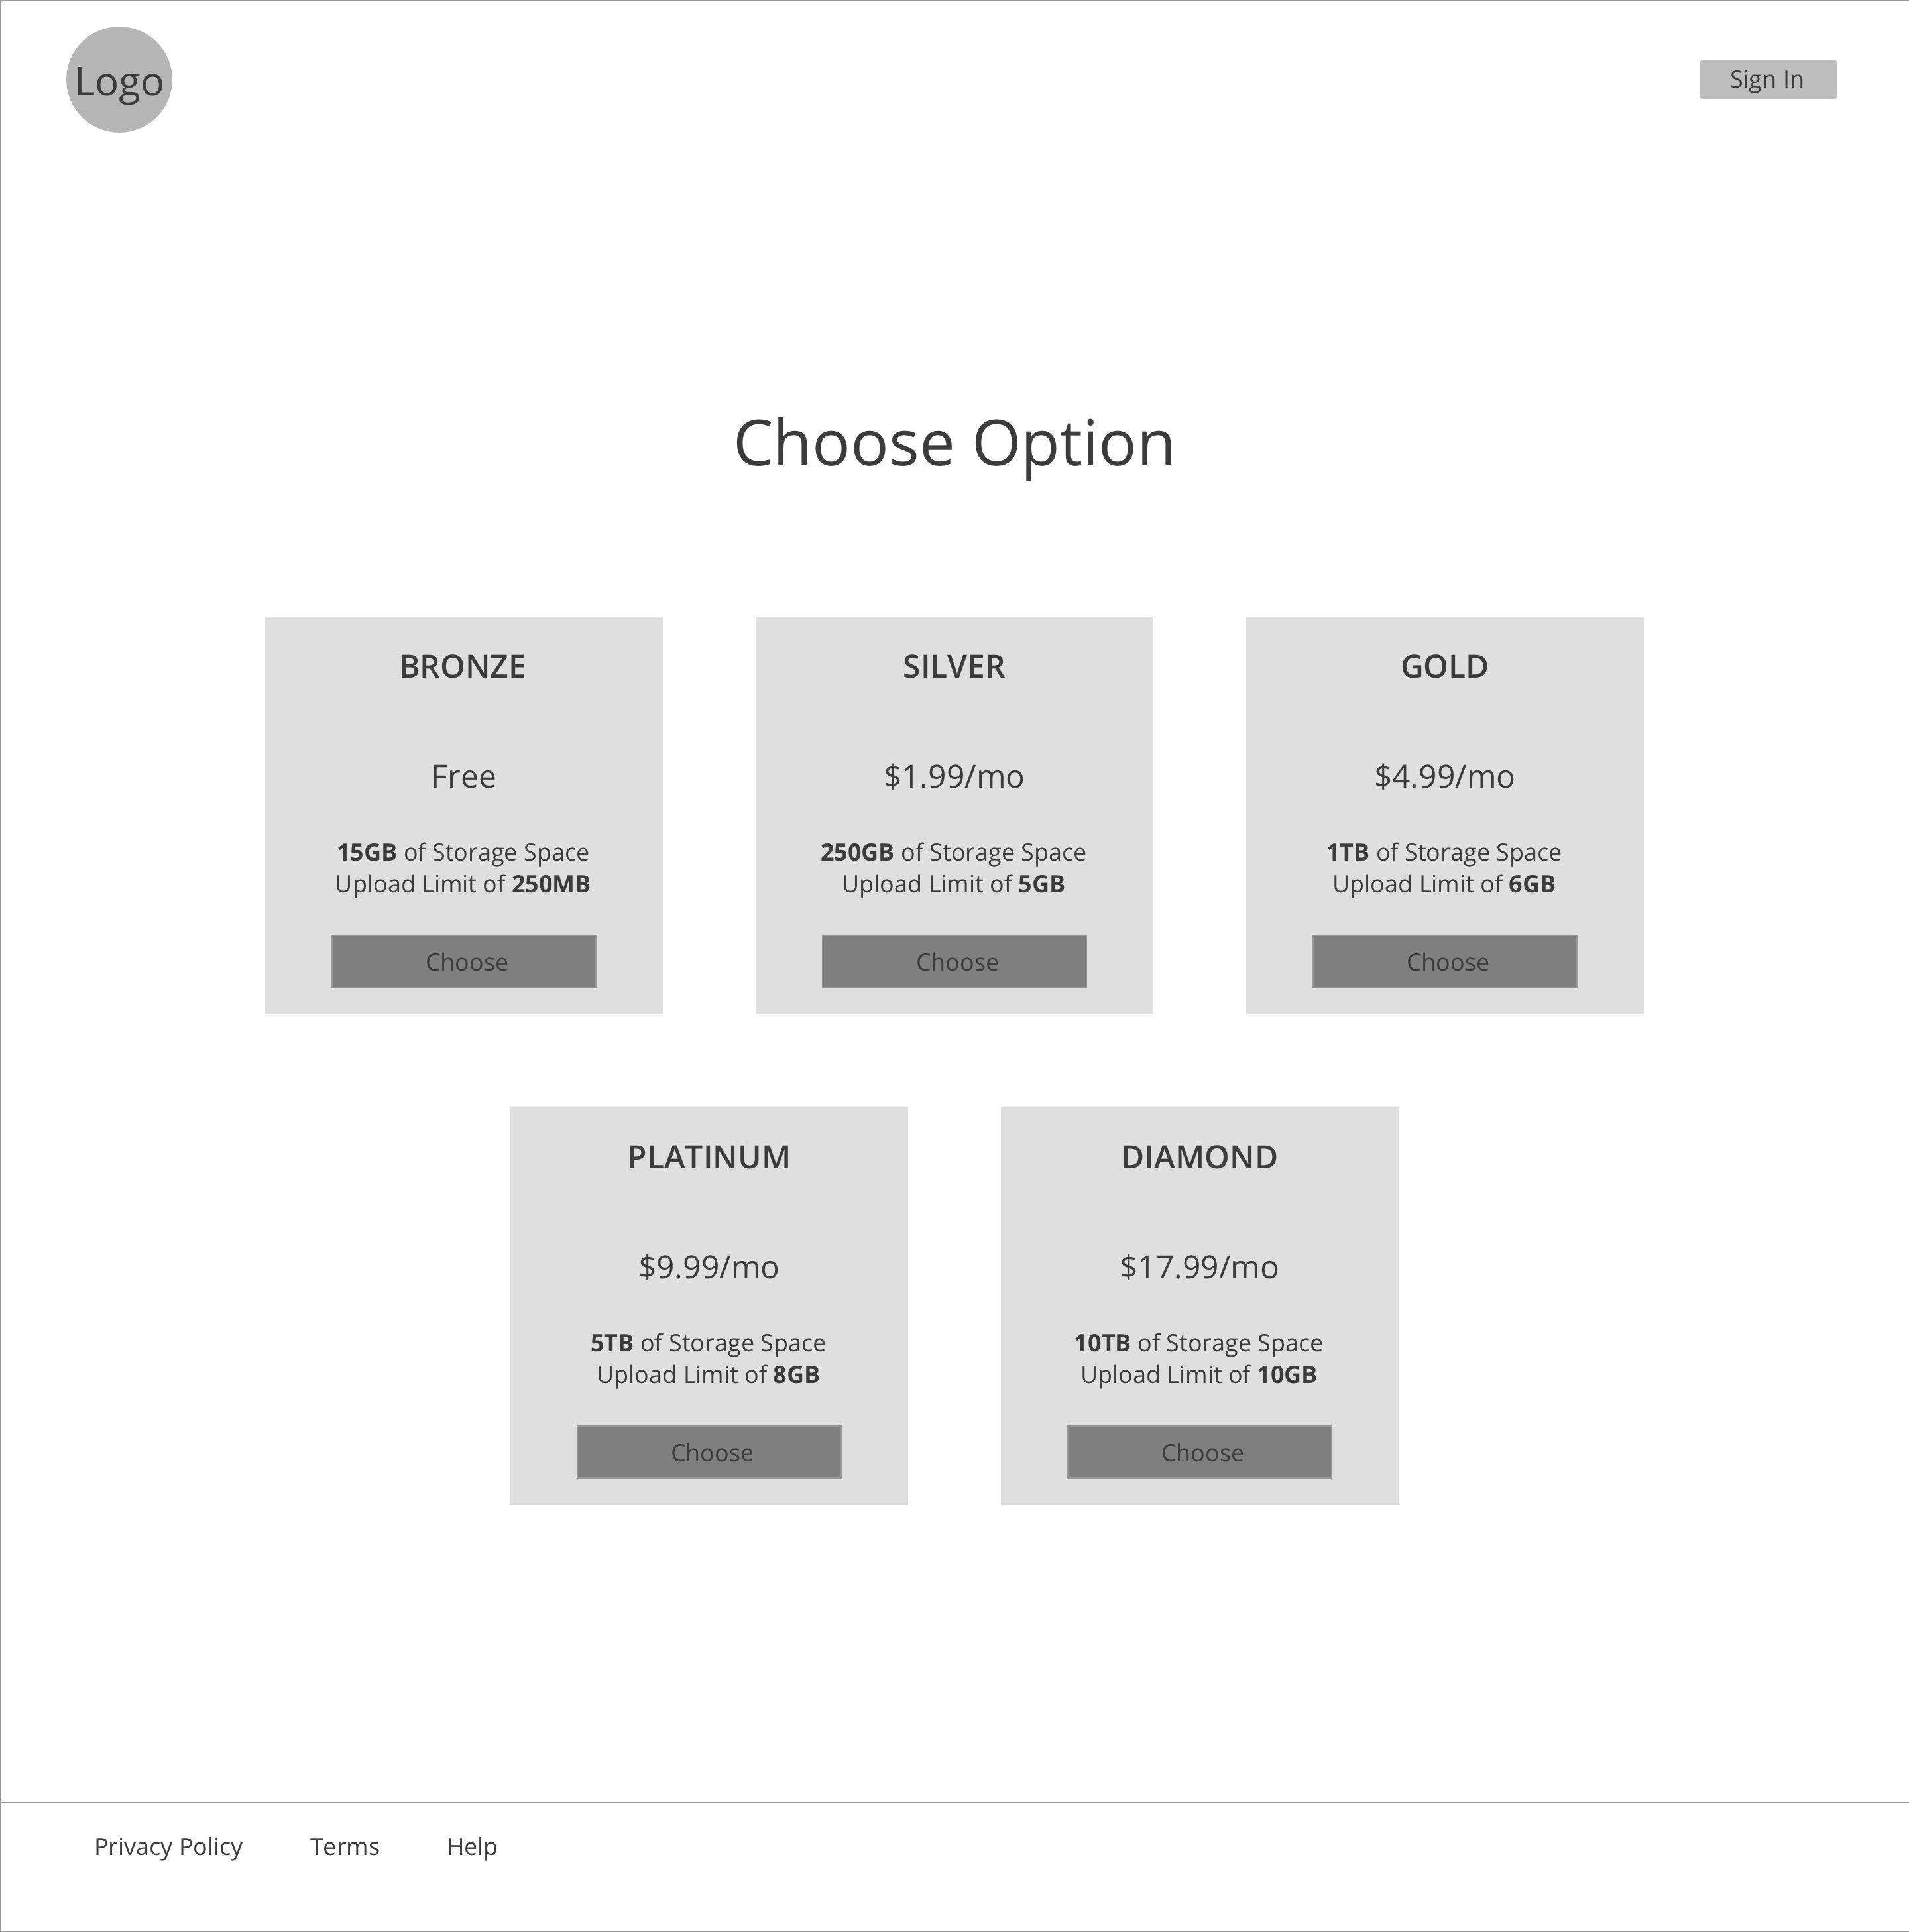 Logo
Sign In
Choose Option
BRONZE
Free
15GB of Storage Space
Upload Limit of 250MB
Choose
SILVER
$1.99/mo
250GB of Storage Space
Upload Limit of 5GB
Choose
GOLD
$4.99/mo
1TB of Storage Space
Upload Limit of 6GB
Choose
PLATINUM
$9.99/mo
5TB of Storage Space
Upload Limit of 8GB
Choose
DIAMOND
$17.99/mo
10TB of Storage Space
Upload Limit of 10GB
Choose
Privacy Policy
Terms
Help